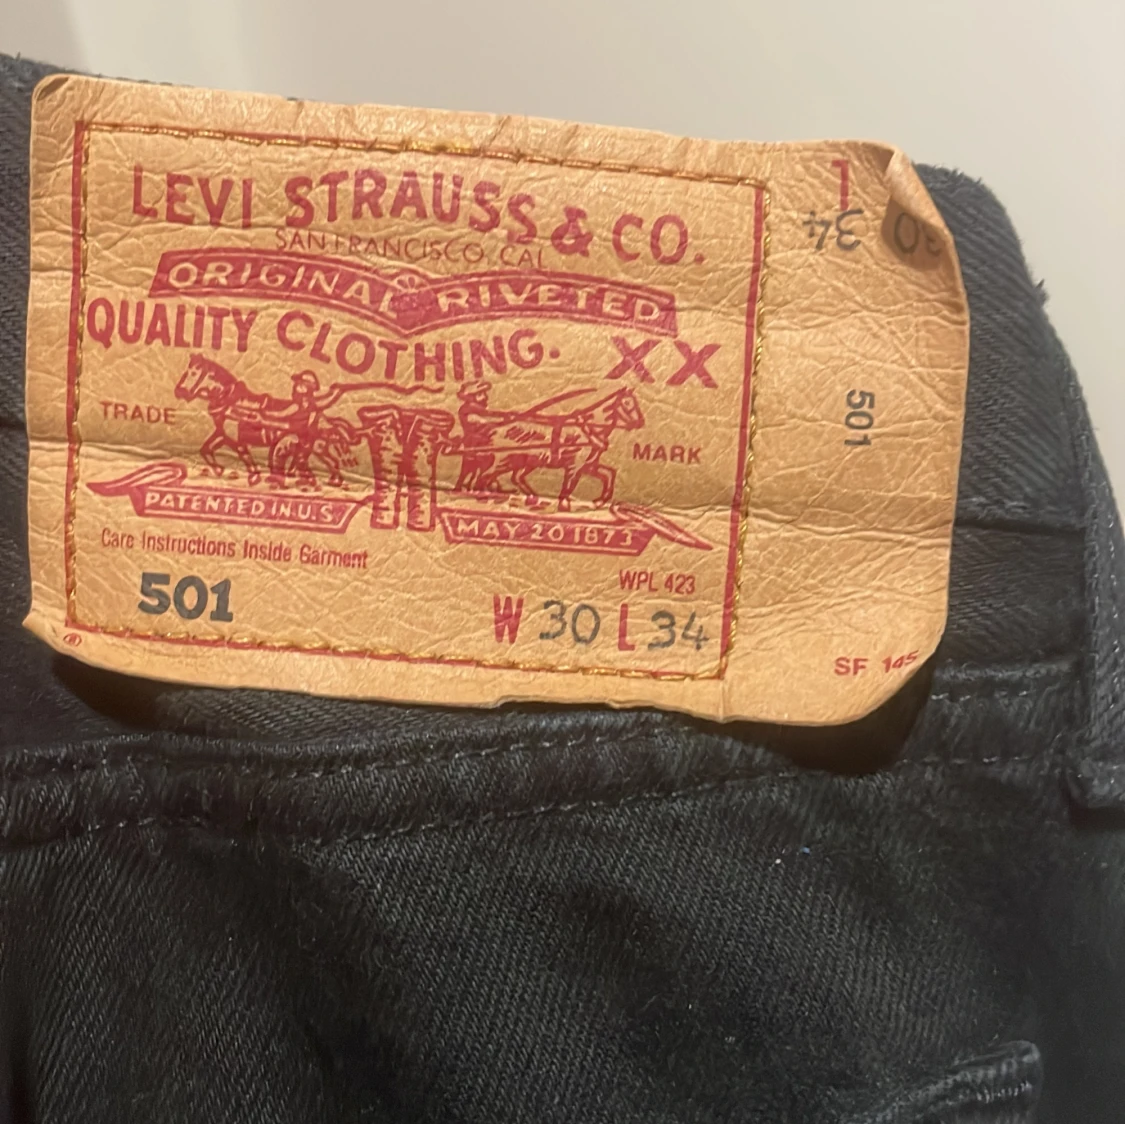 LEVI STRAUSS & CO.
SAN FRANCISCO, CAL
ORIGINAL RIVETED
QUALITY CLOTHING. XX
TRADE MARK
PATENTED IN U.S MAY 20 1873
Care Instructions Inside Garment
WPL 423
501 W 30 L 34
®
L
34 30
501
SF 145